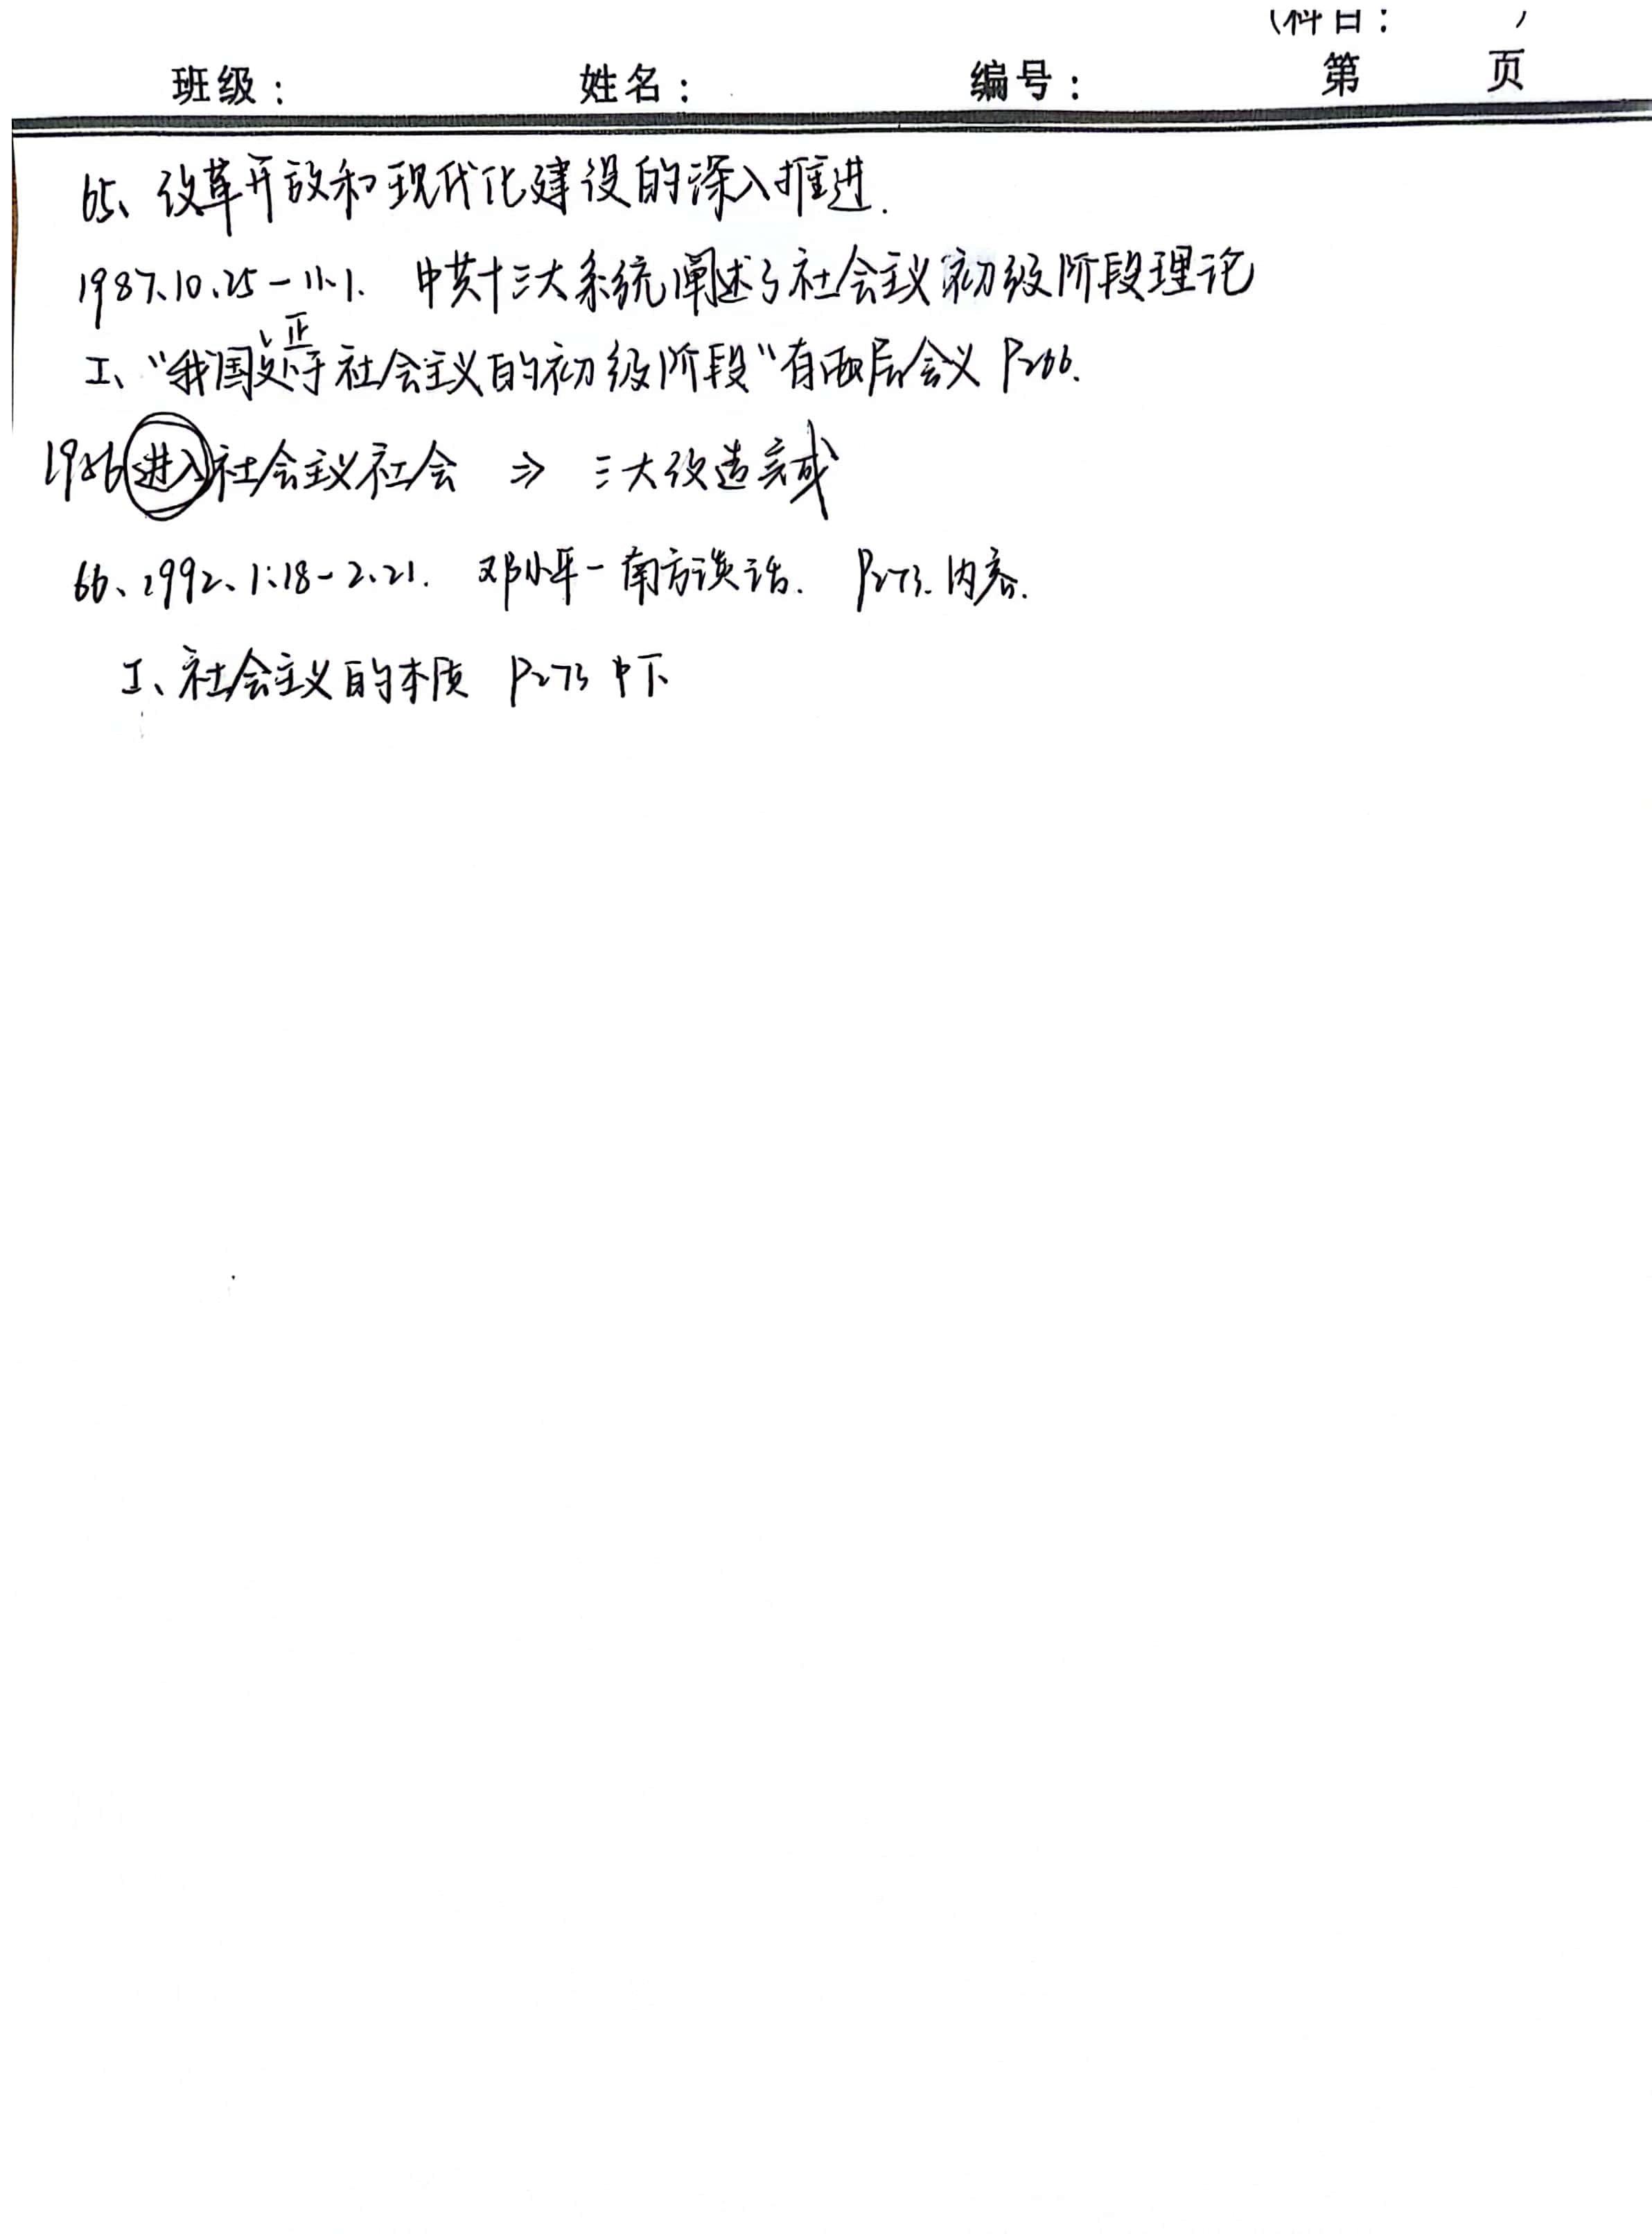 (科目：　　)
班级：　　姓名：　　编号：　　第　　页
65、改革开放和现代化建设的深入推进.
1987.10.25-11.1. 中共十三大系统阐述了社会主义初级阶段理论
I、“我国正处于社会主义的初级阶段”有两层会义 P266.
1956进入社会主义社会 ⇒ 三大改造完成
66、1992、1.18-2.21. 邓小平-南方谈话. P273.内容.
I、社会主义的本质 P273 中下